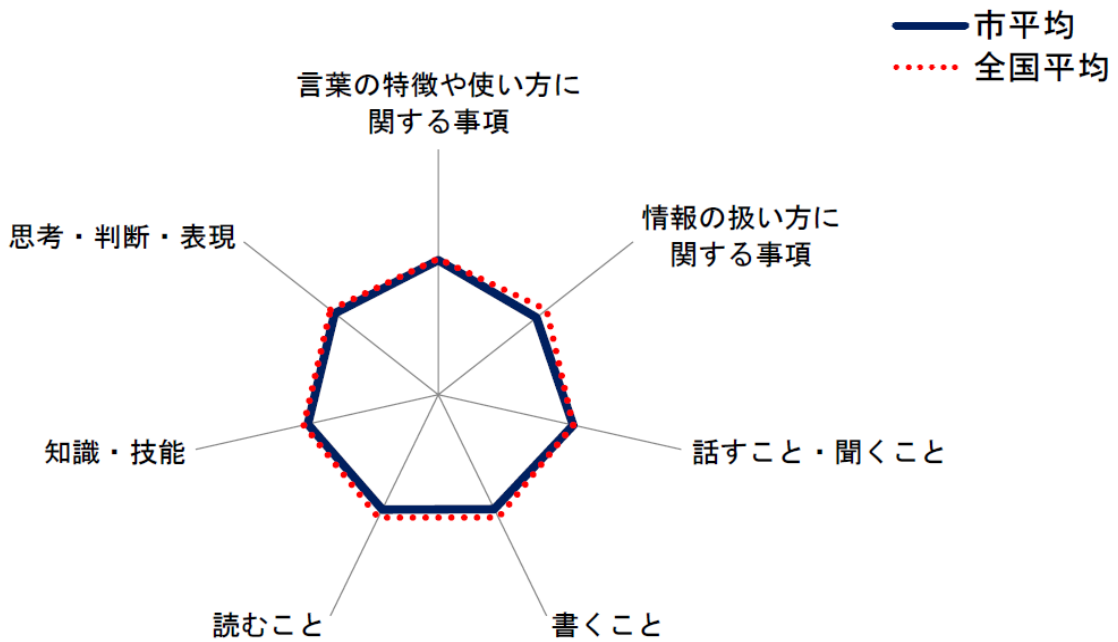 市平均
全国平均
言葉の特徴や使い方に
関する事項
情報の扱い方に
関する事項
話すこと・聞くこと
書くこと
読むこと
知識・技能
思考・判断・表現